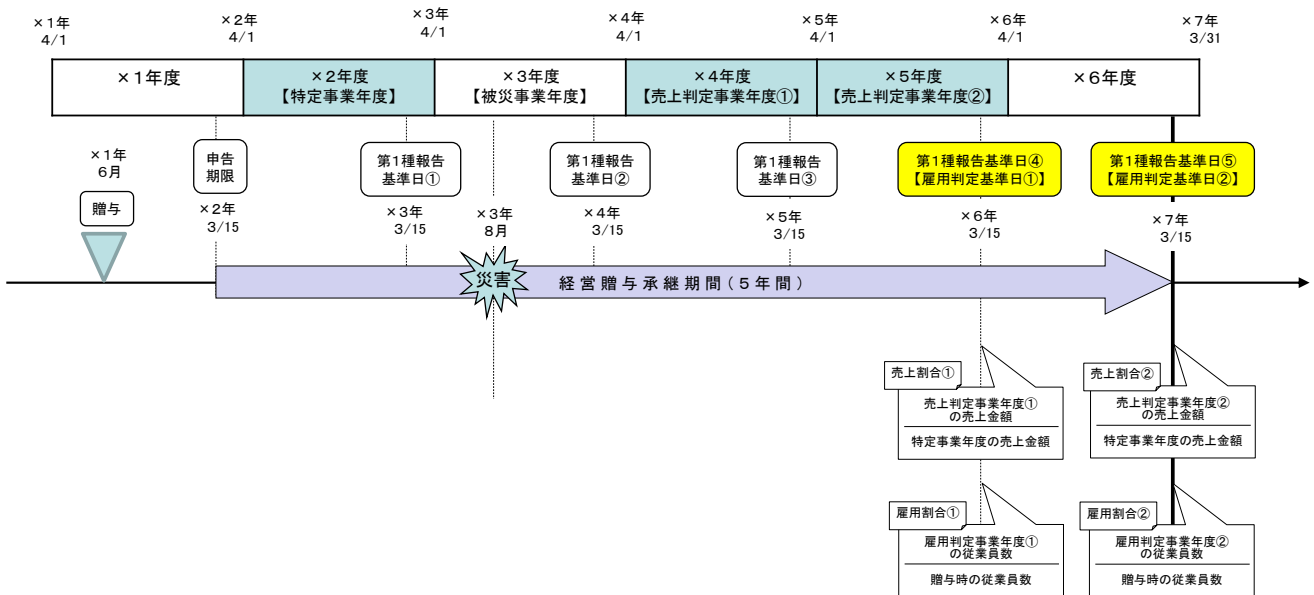 ×1年
4/1
×2年
4/1
×3年
4/1
×4年
4/1
×5年
4/1
×6年
4/1
×7年
3/31
×1年度
×2年度
【特定事業年度】
×3年度
【被災事業年度】
×4年度
【売上判定事業年度①】
×5年度
【売上判定事業年度②】
×6年度
×1年
6月
贈与
申告
期限
×2年
3/15
第1種報告
基準日①
×3年
3/15
×3年
8月
災害
第1種報告
基準日②
×4年
3/15
第1種報告
基準日③
×5年
3/15
第1種報告基準日④
【雇用判定基準日①】
×6年
3/15
第1種報告基準日⑤
【雇用判定基準日②】
×7年
3/15
経営贈与承継期間(5年間)
売上割合①
売上判定事業年度①
の売上金額
特定事業年度の売上金額
売上割合②
売上判定事業年度②
の売上金額
特定事業年度の売上金額
雇用割合①
雇用判定事業年度①
の従業員数
贈与時の従業員数
雇用割合②
雇用判定事業年度②
の従業員数
贈与時の従業員数